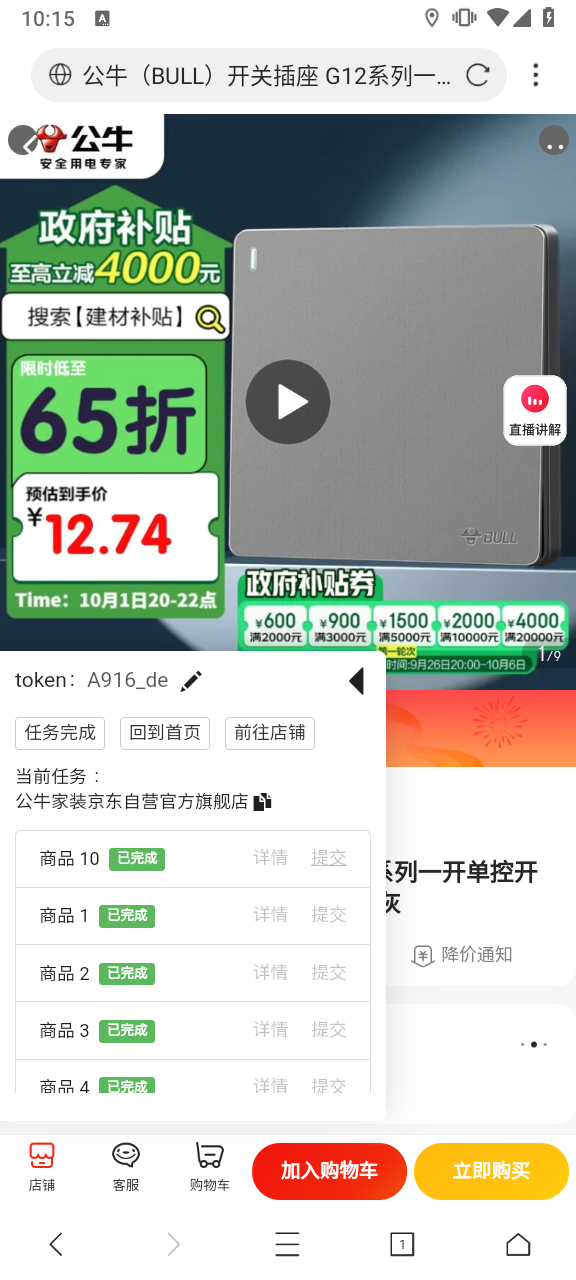 10:15
A
公牛（BULL）开关插座 G12系列一...
公牛
安全用电专家
政府补贴
至高立减4000元
搜索【建材补贴】
限时低至
65折
预估到手价
¥12.74
Time：10月1日20-22点
BULL
直播讲解
政府补贴券
¥600 ¥900 ¥1500 ¥2000 ¥4000
满2000元 满3000元 满5000元 满10000元 满20000元
第一轮次
时间:9月26日20:00-10月6日
1/9
token： A916_de
任务完成 回到首页 前往店铺
当前任务：
公牛家装京东自营官方旗舰店
商品 10 已完成 详情 提交
商品 1 已完成 详情 提交
商品 2 已完成 详情 提交
商品 3 已完成 详情 提交
商品 4 已完成 详情 提交
系列一开单控开
灰
降价通知
店铺 客服 购物车 加入购物车 立即购买
1